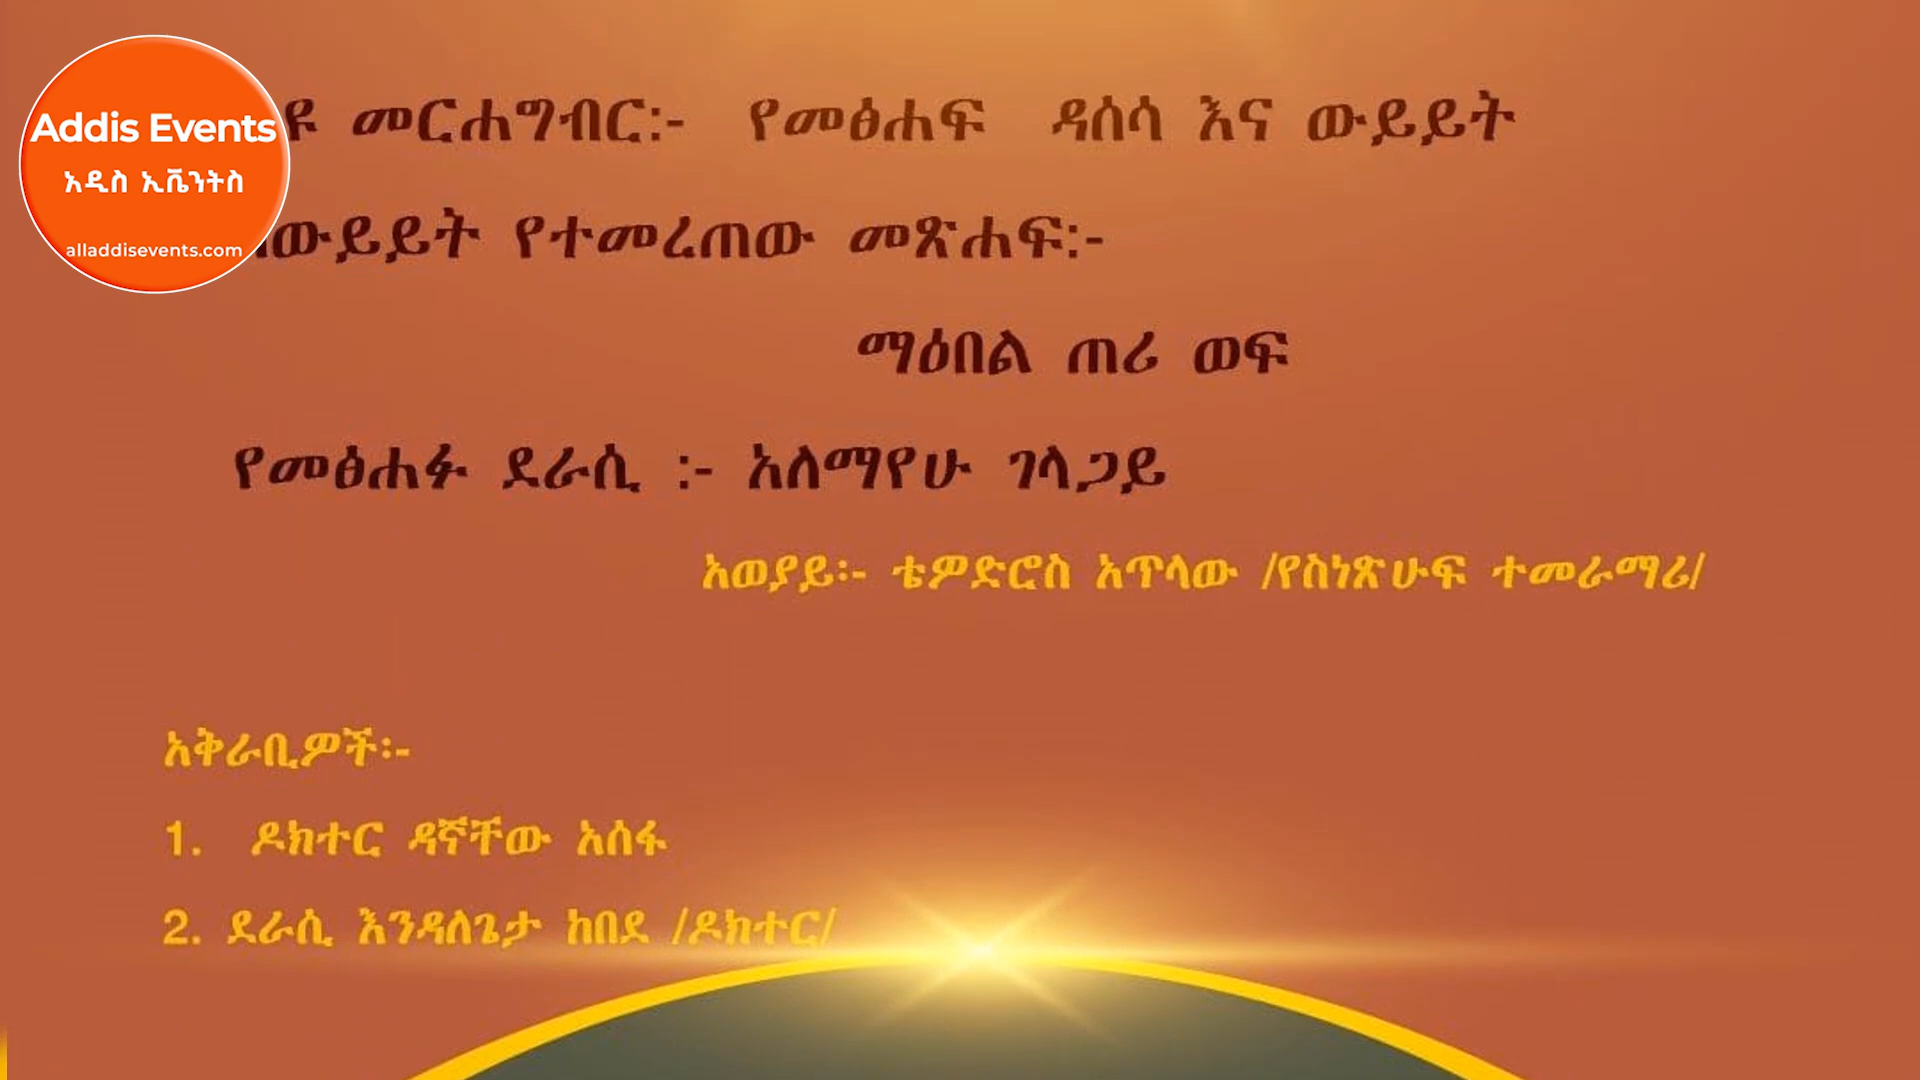 Addis Events
አዲስ ኢቬንትስ
alladdisevents.com
መርሐግብር:- የመፅሐፍ ዳሰሳ እና ውይይት
የተመረጠው መጽሐፍ:-
ማዕበል ጠሪ ወፍ
የመፅሐፉ ደራሲ :- አለማየሁ ገላጋይ
አወያይ፡- ቴዎድሮስ አጥላው /የስነጽሁፍ ተመራማሪ/
አቅራቢዎች፡-
1. ዶክተር ዳኛቸው አሰፋ
2. ደራሲ እንዳለጌታ ከበደ /ዶክተር/